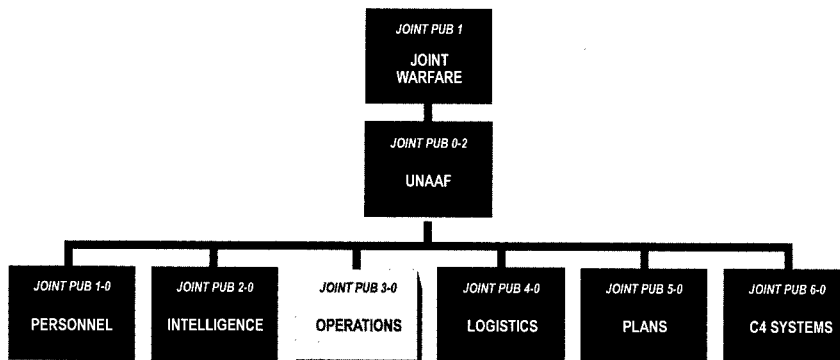 JOINT PUB 1
JOINT
WARFARE
JOINT PUB 0-2
UNAAF
JOINT PUB 1-0
PERSONNEL
JOINT PUB 2-0
INTELLIGENCE
JOINT PUB 3-0
OPERATIONS
JOINT PUB 4-0
LOGISTICS
JOINT PUB 5-0
PLANS
JOINT PUB 6-0
C4 SYSTEMS